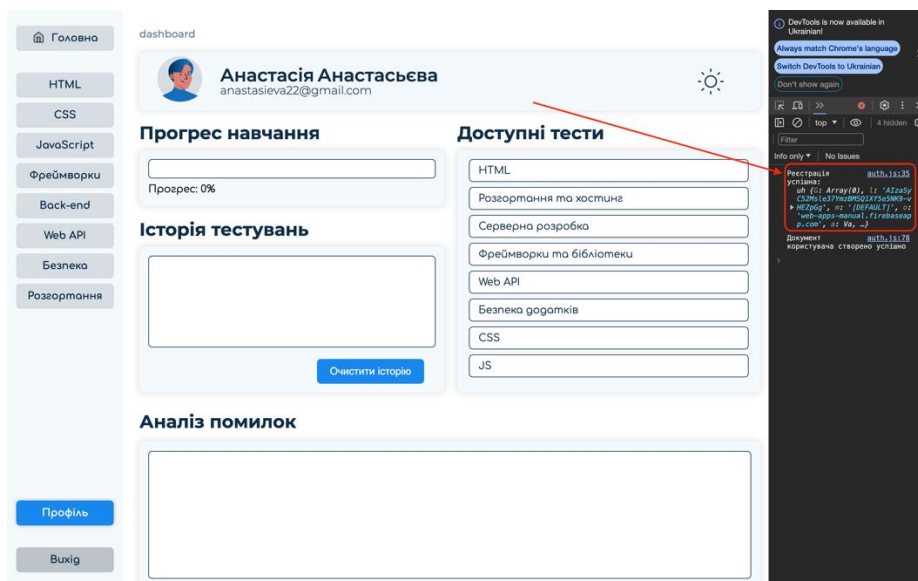 Головна
HTML
CSS
JavaScript
Фреймворки
Back-end
Web API
Безпека
Розгортання
Профіль
Вихід
dashboard
Анастасія Анастасьєва
anastasieva22@gmail.com
Прогрес навчання
Прогрес: 0%
Історія тестувань
Очистити історію
Доступні тести
HTML
Розгортання та хостинг
Серверна розробка
Фреймворки та бібліотеки
Web API
Безпека додатків
CSS
JS
Аналіз помилок
DevTools is now available in
Ukrainian!
Always match Chrome's language
Switch DevTools to Ukrainian
Don't show again
top
4 hidden
Filter
Info only
No Issues
Реєстрація auth.js:35
успішна:
'[DEFAULT]',
'web-apps-manual.firebaseap
p.com',
Документ auth.js:78
користувача створено успішно